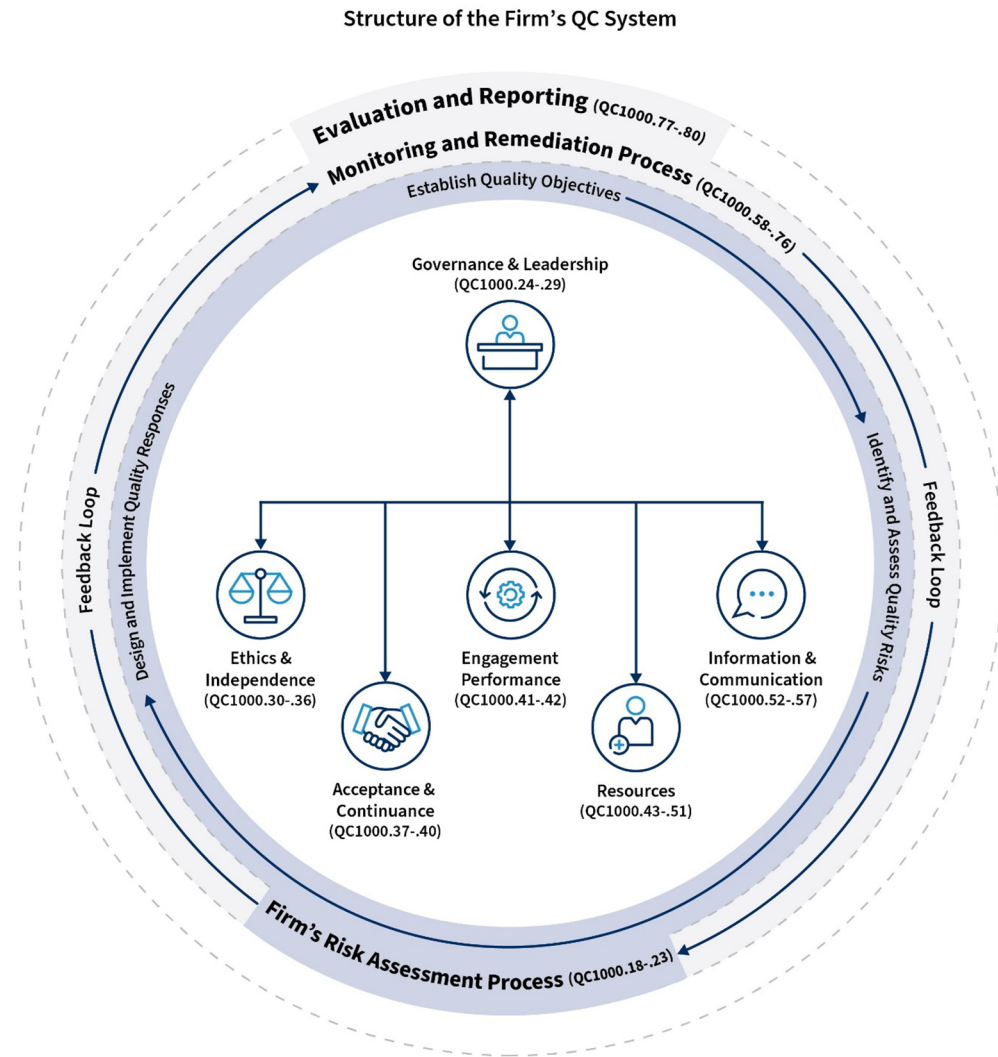 Structure of the Firm's QC System
Evaluation and Reporting (QC1000.77-.80)
Monitoring and Remediation Process (QC1000.58-.76)
Establish Quality Objectives
Governance & Leadership
(QC1000.24-.29)
Design and Implement Quality Responses
Identify and Assess Quality Risks
Feedback Loop
Feedback Loop
Ethics &
Independence
(QC1000.30-.36)
Engagement
Performance
(QC1000.41-.42)
Information &
Communication
(QC1000.52-.57)
Acceptance &
Continuance
(QC1000.37-.40)
Resources
(QC1000.43-.51)
Firm's Risk Assessment Process (QC1000.18-.23)